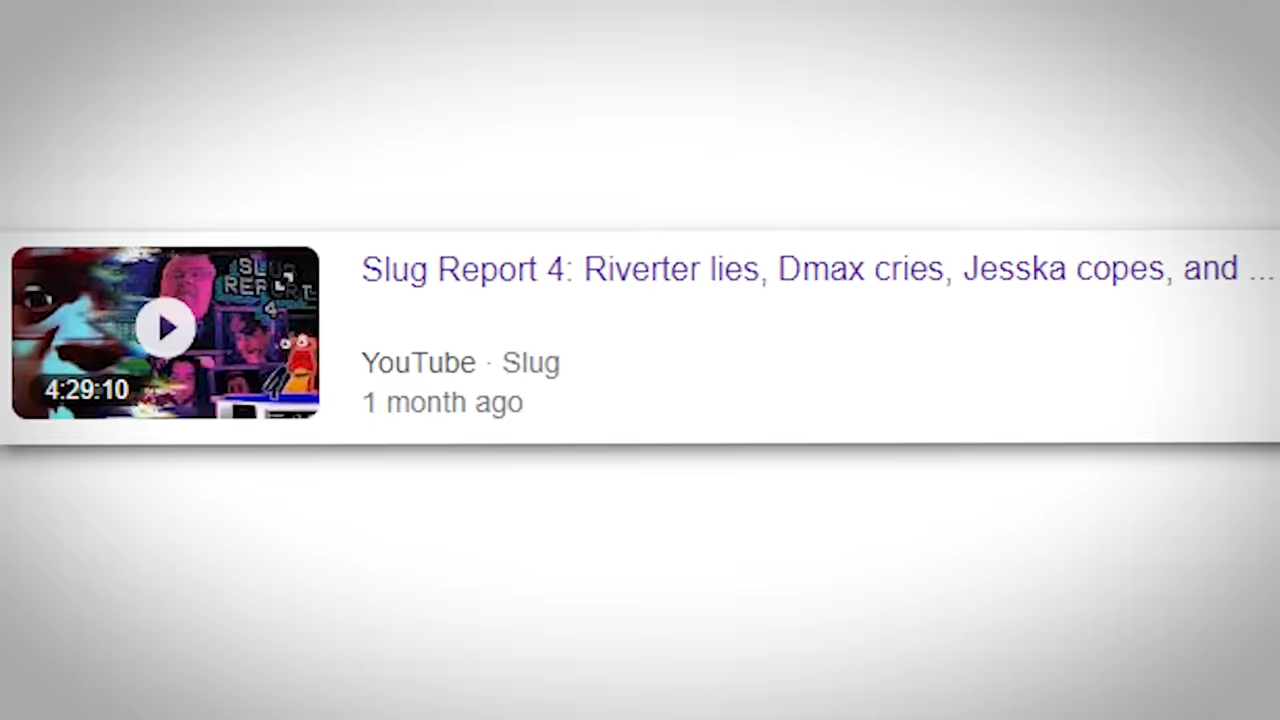 SLUG
REPORT
4
4:29:10
Slug Report 4: Riverter lies, Dmax cries, Jesska copes, and ...
YouTube · Slug
1 month ago